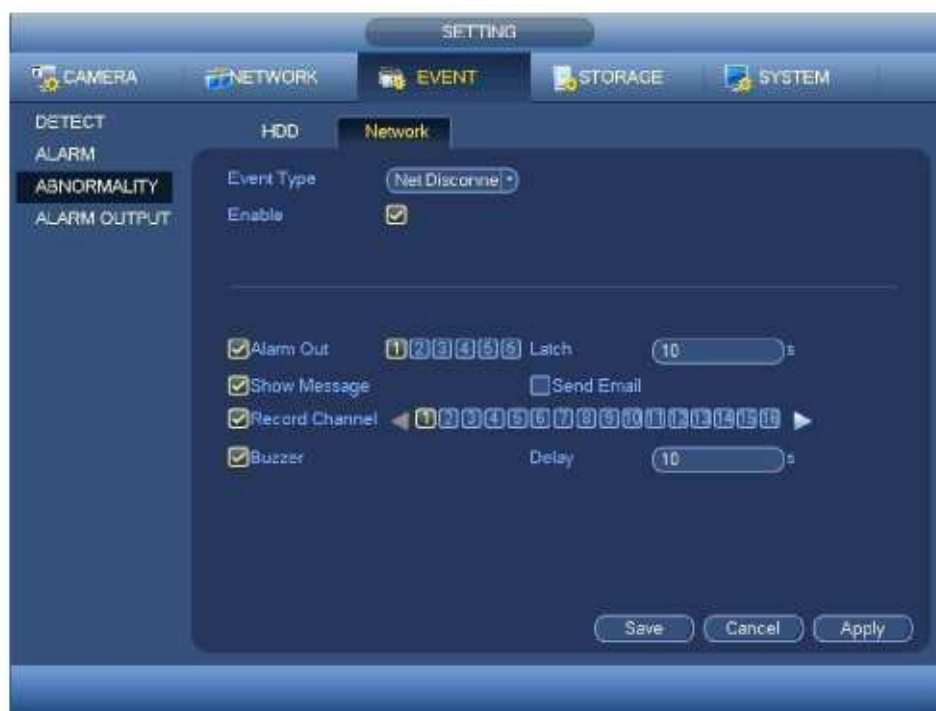 SETTING
CAMERA NETWORK EVENT STORAGE SYSTEM
DETECT
ALARM
ABNORMALITY
ALARM OUTPUT
HDD Network
Event Type Net Disconne
Enable
Alarm Out 1 2 3 4 5 6 Latch 10 s
Show Message Send Email
Record Channel 1 2 3 4 5 6 7 8 9 10 11 12 13 14 15 16
Buzzer Delay 10 s
Save Cancel Apply